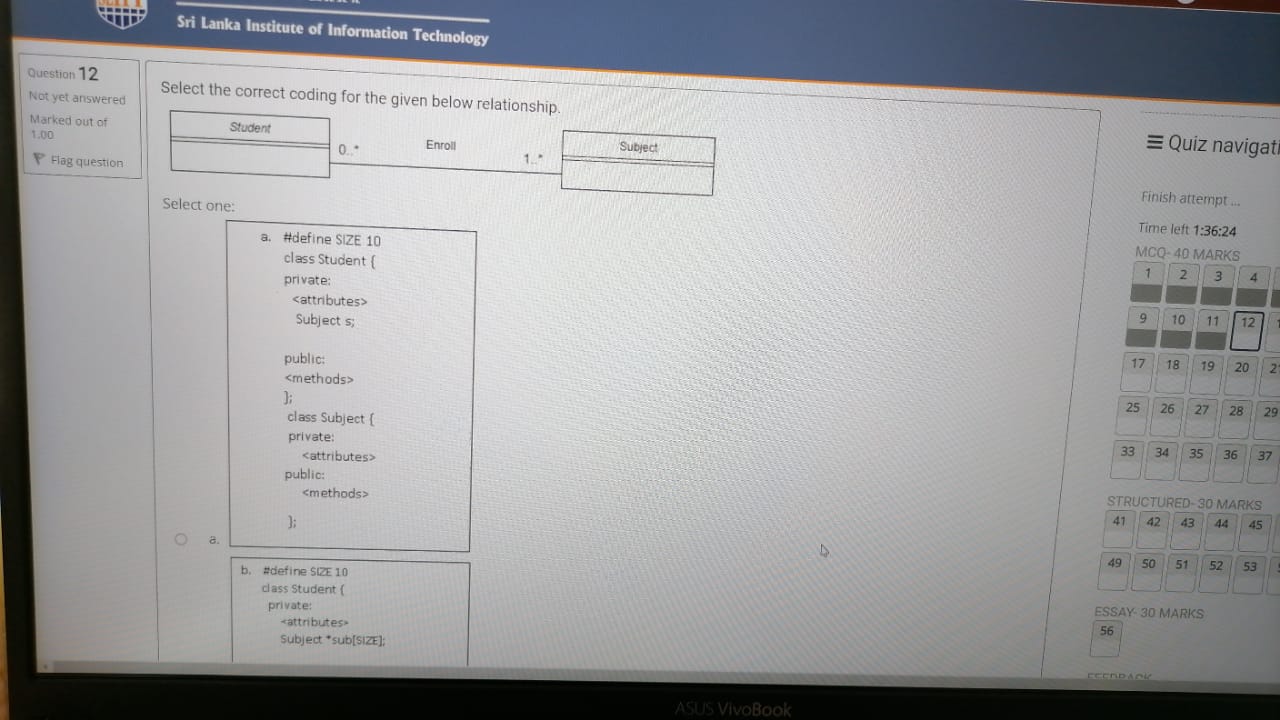 Sri Lanka Institute of Information Technology
Question 12
Not yet answered
Marked out of
1.00
Flag question
Select the correct coding for the given below relationship.
Student
0..*
Enroll
1..*
Subject
Select one:
a. #define SIZE 10
class Student {
private:
<attributes>
Subject s;
public:
<methods>
};
class Subject {
private:
<attributes>
public:
<methods>
};
a.
b. #define SIZE 10
class Student {
private:
<attributes>
Subject *sub[SIZE];
Quiz navigati
Finish attempt ...
Time left 1:36:24
MCQ- 40 MARKS
1 2 3 4
9 10 11 12
17 18 19 20
25 26 27 28 29
33 34 35 36 37
STRUCTURED- 30 MARKS
41 42 43 44 45
49 50 51 52 53
ESSAY- 30 MARKS
56
ASUS VivoBook